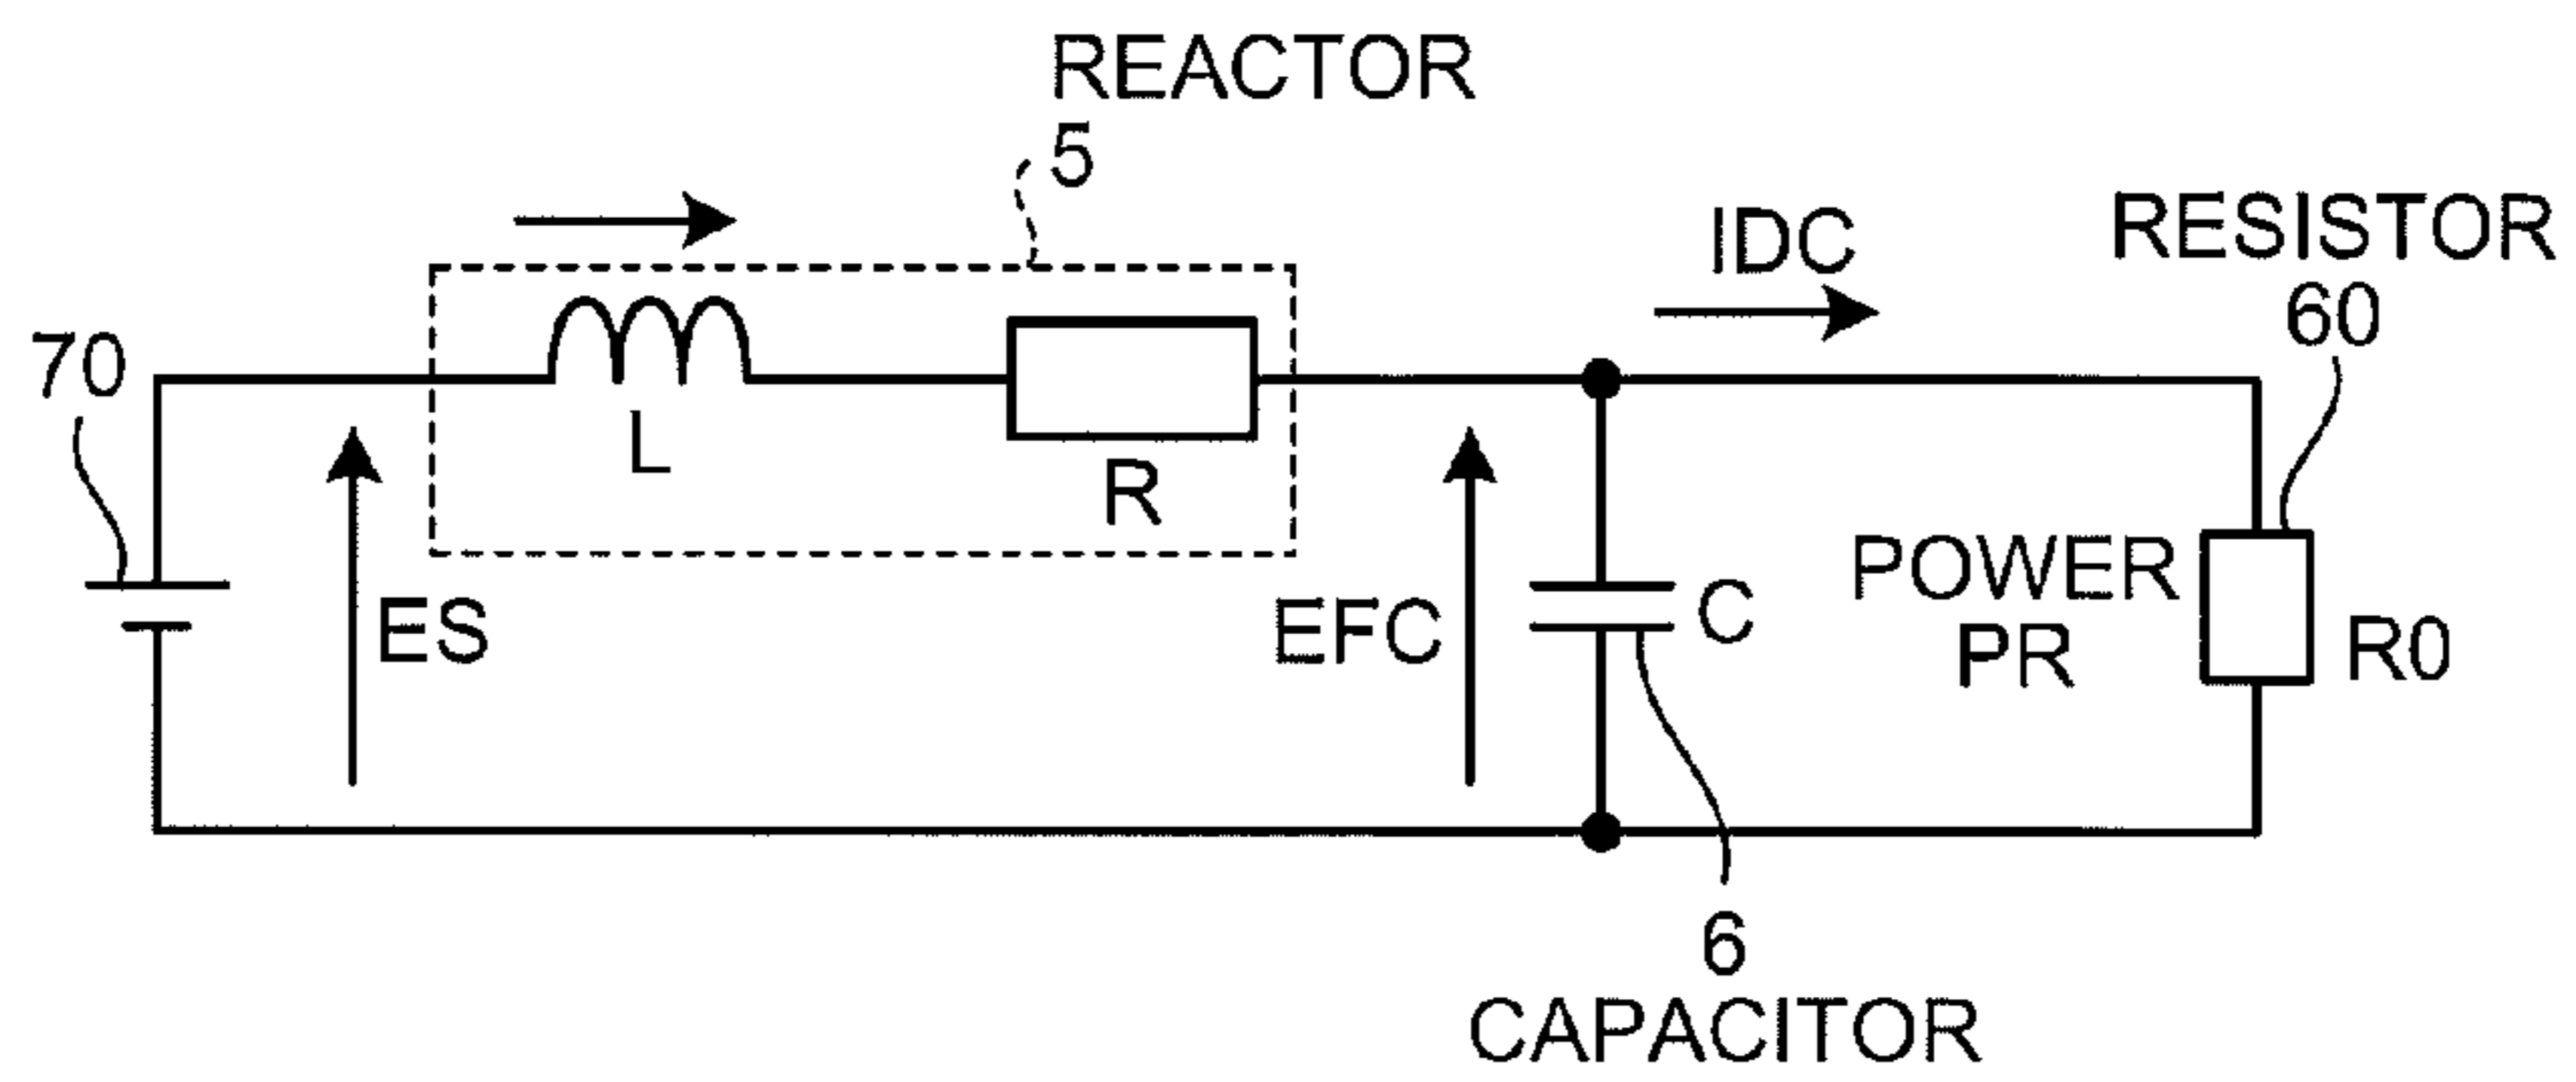 REACTOR
5
IDC
RESISTOR
60
70
L
R
ES
EFC
C
POWER
PR
R0
6
CAPACITOR